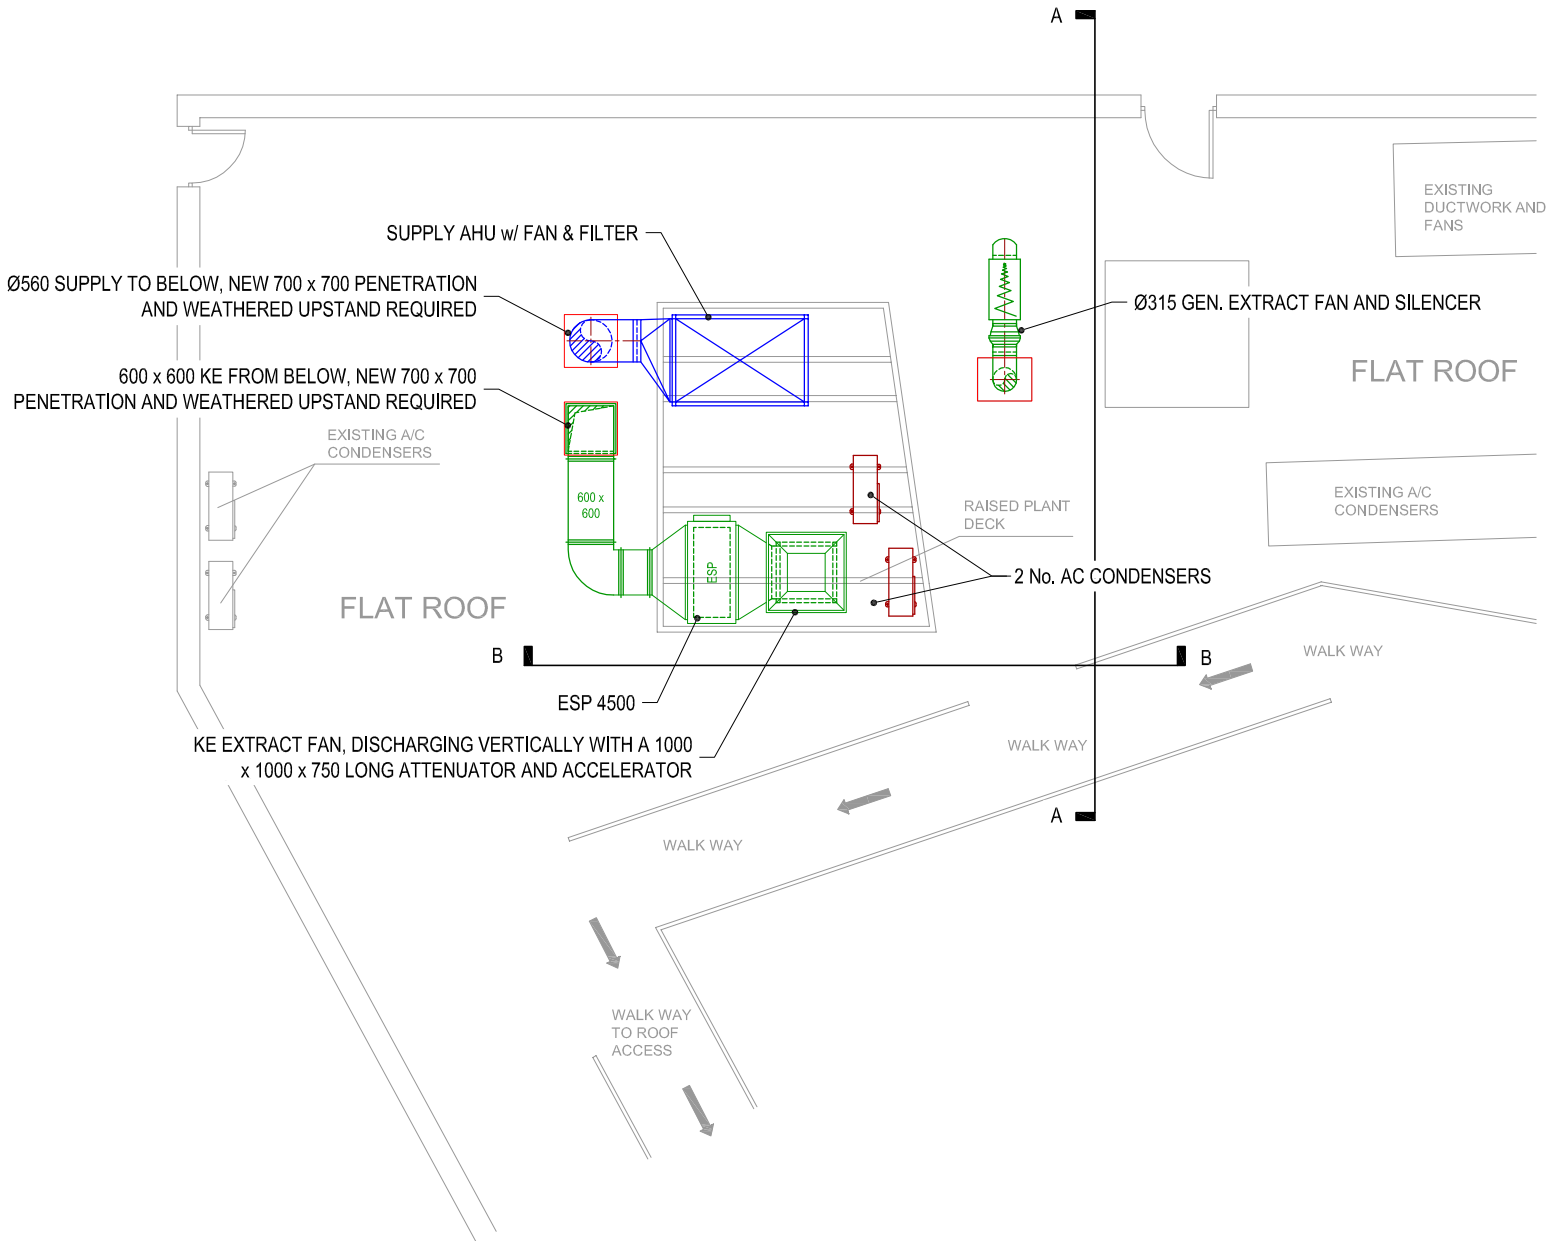 A
EXISTING
DUCTWORK AND
FANS
SUPPLY AHU w/ FAN & FILTER
Ø560 SUPPLY TO BELOW, NEW 700 x 700 PENETRATION
AND WEATHERED UPSTAND REQUIRED
Ø315 GEN. EXTRACT FAN AND SILENCER
FLAT ROOF
600 x 600 KE FROM BELOW, NEW 700 x 700
PENETRATION AND WEATHERED UPSTAND REQUIRED
EXISTING A/C
CONDENSERS
600 x
600
RAISED PLANT
DECK
EXISTING A/C
CONDENSERS
ESP
2 No. AC CONDENSERS
FLAT ROOF
B
B
WALK WAY
ESP 4500
KE EXTRACT FAN, DISCHARGING VERTICALLY WITH A 1000
x 1000 x 750 LONG ATTENUATOR AND ACCELERATOR
WALK WAY
A
WALK WAY
WALK WAY
TO ROOF
ACCESS